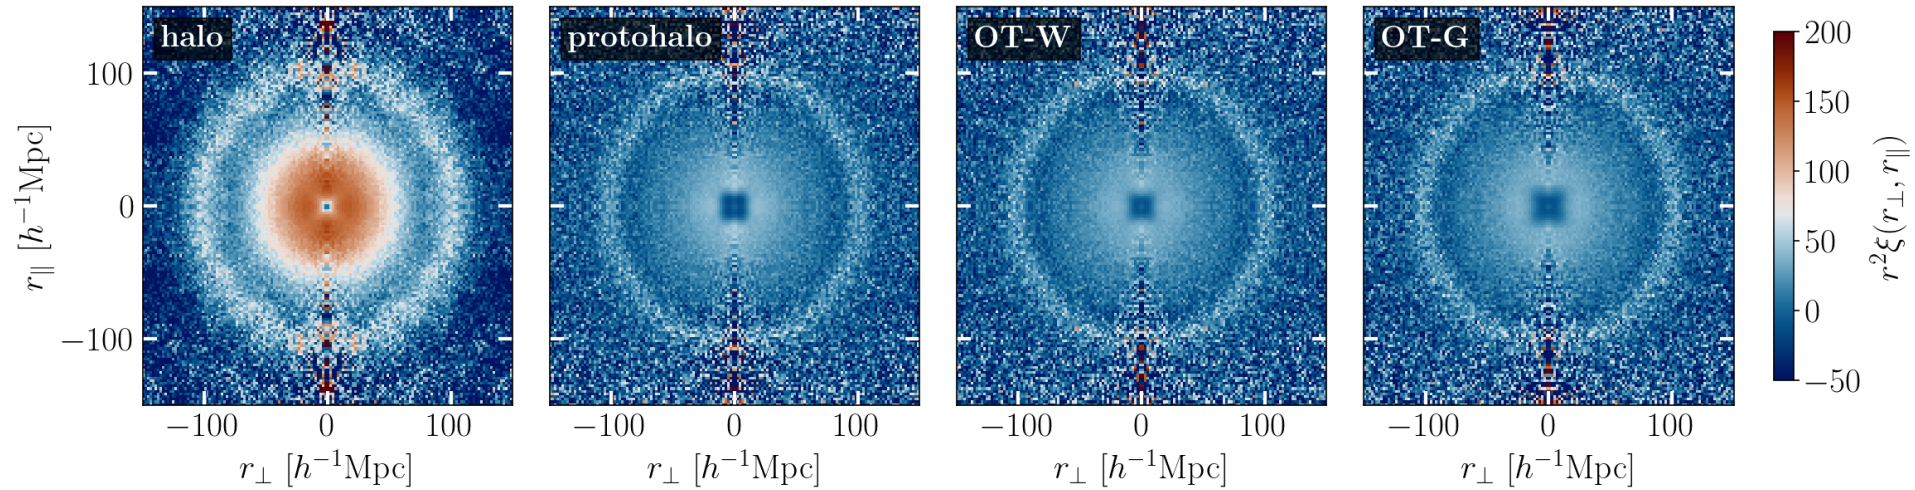 halo
protohalo
OT-W
OT-G
r∥ [h⁻¹Mpc]
100
0
−100
−100 0 100
r⊥ [h⁻¹Mpc]
−100 0 100
r⊥ [h⁻¹Mpc]
−100 0 100
r⊥ [h⁻¹Mpc]
−100 0 100
r⊥ [h⁻¹Mpc]
200
150
100
50
0
−50
r²ξ(r⊥, r∥)